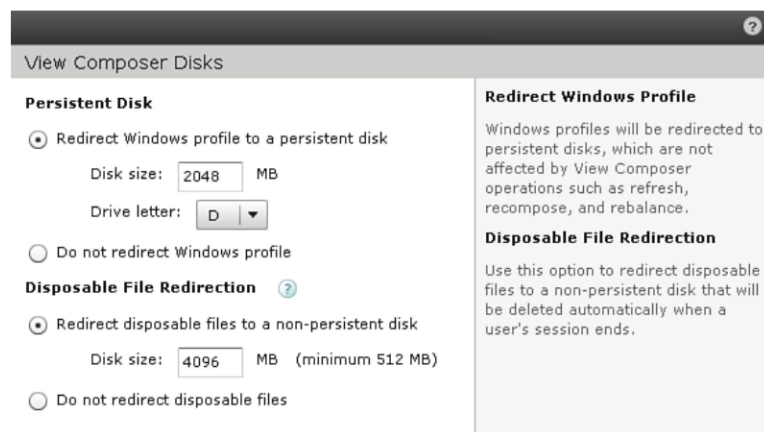 View Composer Disks
Persistent Disk
Redirect Windows profile to a persistent disk
Disk size: 2048 MB
Drive letter: D
Do not redirect Windows profile
Disposable File Redirection ?
Redirect disposable files to a non-persistent disk
Disk size: 4096 MB (minimum 512 MB)
Do not redirect disposable files
?
Redirect Windows Profile
Windows profiles will be redirected to
persistent disks, which are not
affected by View Composer
operations such as refresh,
recompose, and rebalance.
Disposable File Redirection
Use this option to redirect disposable
files to a non-persistent disk that will
be deleted automatically when a
user's session ends.